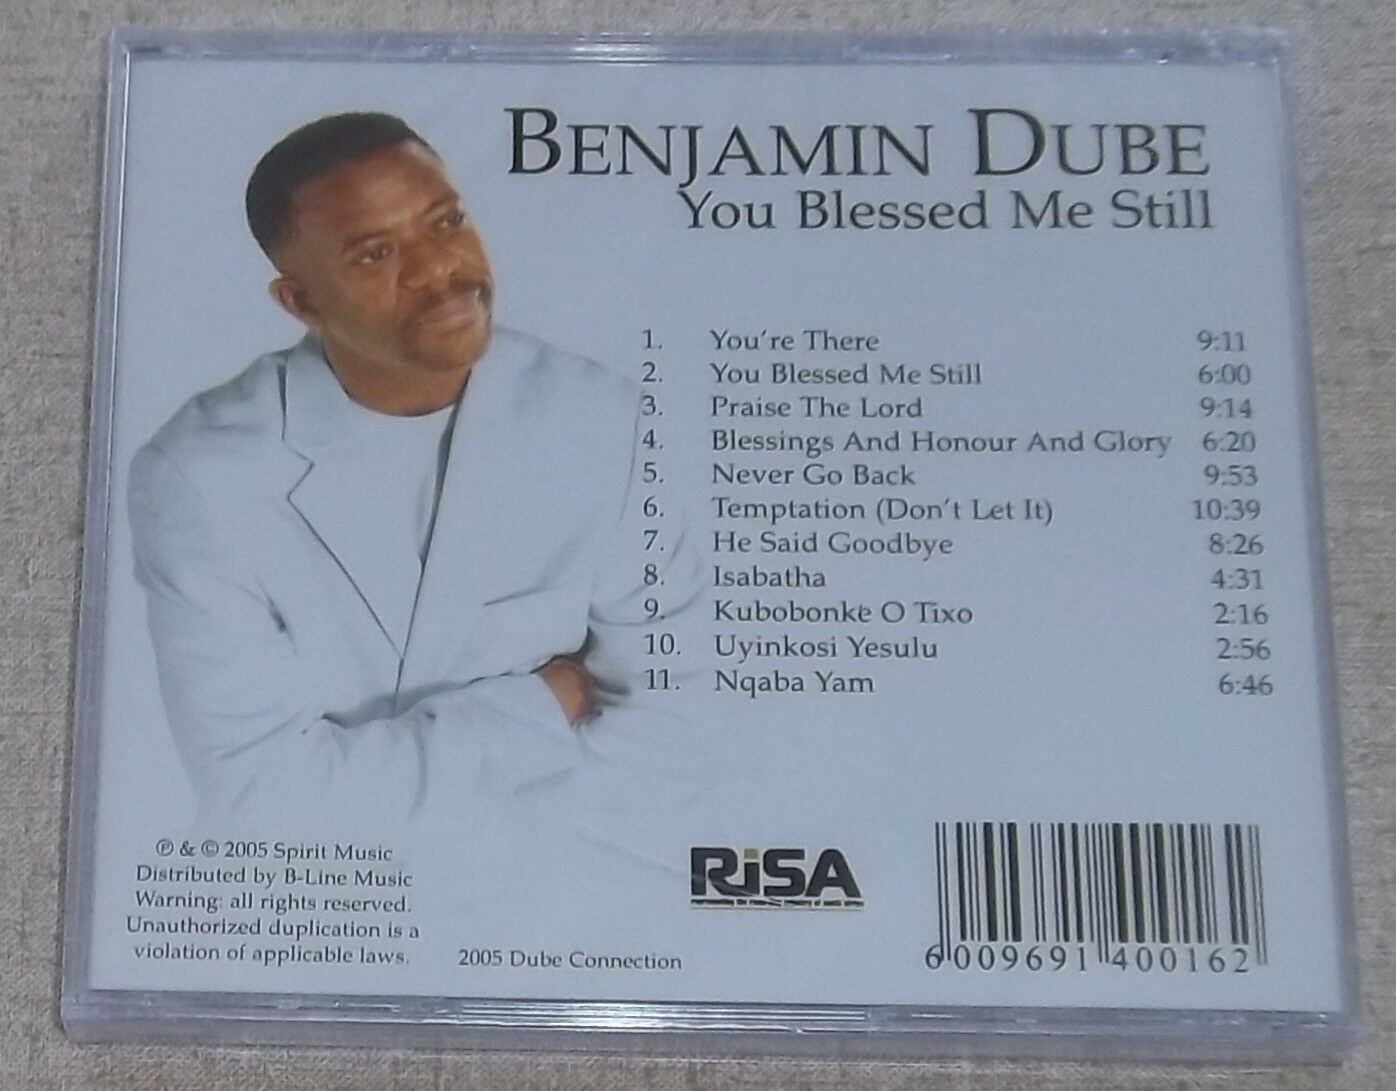 BENJAMIN DUBE
You Blessed Me Still
1. You're There 9:11
2. You Blessed Me Still 6:00
3. Praise The Lord 9:14
4. Blessings And Honour And Glory 6:20
5. Never Go Back 9:53
6. Temptation (Don't Let It) 10:39
7. He Said Goodbye 8:26
8. Isabatha 4:31
9. Kubobonke O Tixo 2:16
10. Uyinkosi Yesulu 2:56
11. Nqaba Yam 6:46
℗ & © 2005 Spirit Music
Distributed by B-Line Music
Warning: all rights reserved.
Unauthorized duplication is a
violation of applicable laws.
2005 Dube Connection
RiSA
6 009691 400162